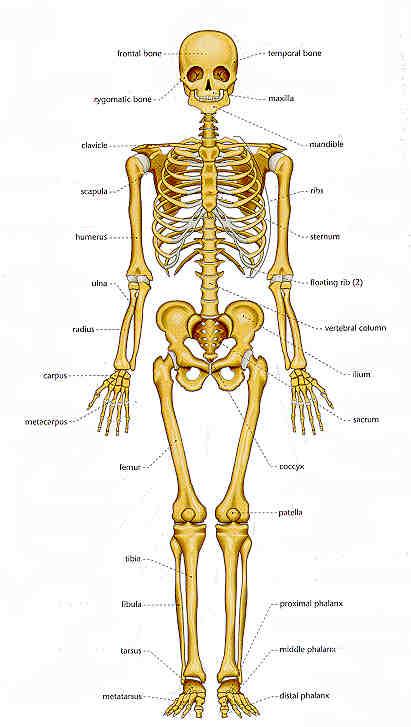 frontal bone
temporal bone
zygomatic bone
maxilla
clavicle
mandible
scapula
ribs
humerus
sternum
ulna
floating rib (2)
radius
vertebral column
carpus
ilium
metacarpus
sacrum
femur
coccyx
patella
tibia
fibula
proximal phalanx
tarsus
middle phalanx
metatarsus
distal phalanx